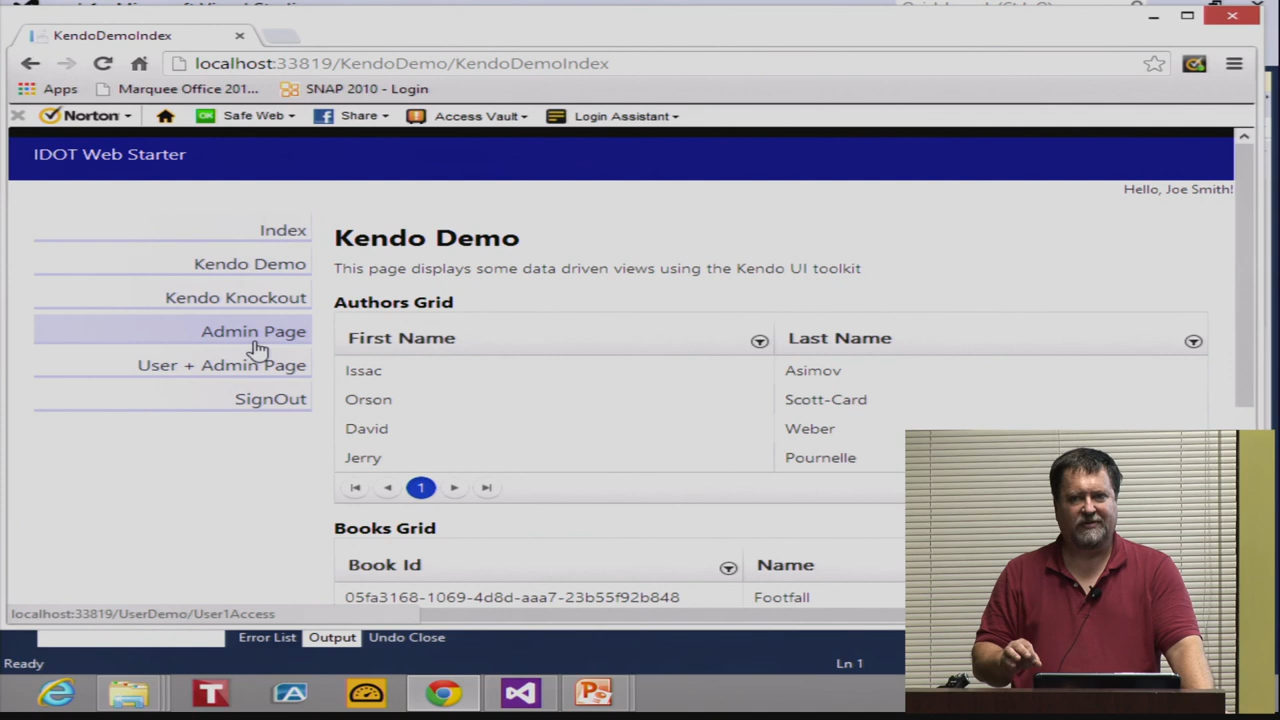 KendoDemoIndex
localhost:33819/KendoDemo/KendoDemoIndex
Apps Marquee Office 201... SNAP 2010 - Login
Norton Safe Web Share Access Vault Login Assistant
IDOT Web Starter
Hello, Joe Smith!
Index
Kendo Demo
Kendo Knockout
Admin Page
User + Admin Page
SignOut
Kendo Demo
This page displays some data driven views using the Kendo UI toolkit
Authors Grid
First Name Last Name
Issac Asimov
Orson Scott-Card
David Weber
Jerry Pournelle
1
Books Grid
Book Id Name
05fa3168-1069-4d8d-aaa7-23b55f92b848 Footfall
localhost:33819/UserDemo/User1Access
Error List Output Undo Close
Ready Ln 1